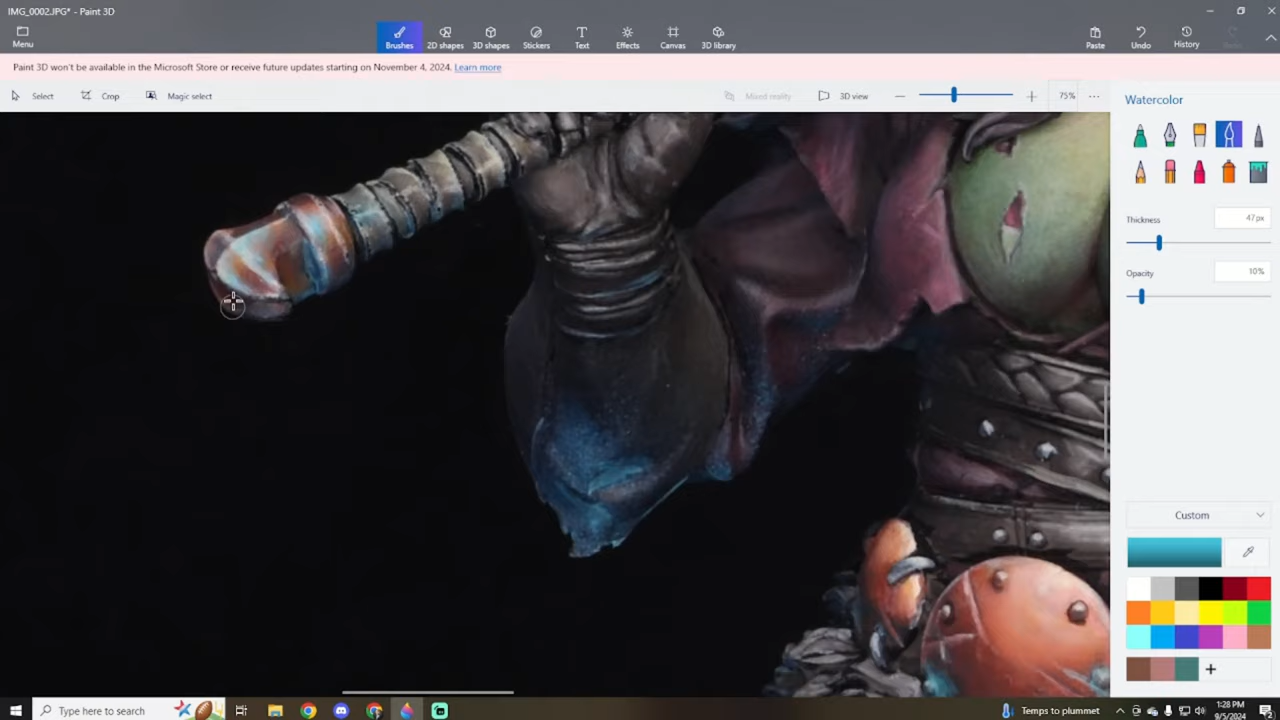 IMG_0002.JPG* - Paint 3D
Menu
Brushes
2D shapes
3D shapes
Stickers
Text
Effects
Canvas
3D library
Paste
Undo
History
Paint 3D won't be available in the Microsoft Store or receive future updates starting on November 4, 2024. Learn more
Select
Crop
Magic select
Mixed reality
3D view
75%
Watercolor
Thickness
47px
Opacity
10%
Custom
Type here to search
Temps to plummet
1:28 PM
9/5/2024